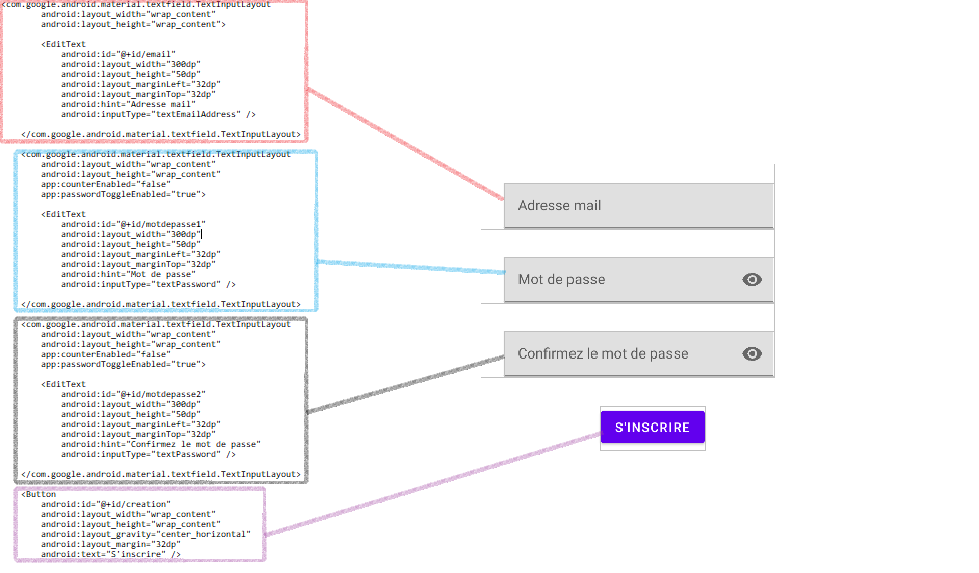 <com.google.android.material.textfield.TextInputLayout
android:layout_width="wrap_content"
android:layout_height="wrap_content">
<EditText
android:id="@+id/email"
android:layout_width="300dp"
android:layout_height="50dp"
android:layout_marginLeft="32dp"
android:layout_marginTop="32dp"
android:hint="Adresse mail"
android:inputType="textEmailAddress" />
</com.google.android.material.textfield.TextInputLayout>
<com.google.android.material.textfield.TextInputLayout
android:layout_width="wrap_content"
android:layout_height="wrap_content"
app:counterEnabled="false"
app:passwordToggleEnabled="true">
<EditText
android:id="@+id/motdepasse1"
android:layout_width="300dp"
android:layout_height="50dp"
android:layout_marginLeft="32dp"
android:layout_marginTop="32dp"
android:hint="Mot de passe"
android:inputType="textPassword" />
</com.google.android.material.textfield.TextInputLayout>
<com.google.android.material.textfield.TextInputLayout
android:layout_width="wrap_content"
android:layout_height="wrap_content"
app:counterEnabled="false"
app:passwordToggleEnabled="true">
<EditText
android:id="@+id/motdepasse2"
android:layout_width="300dp"
android:layout_height="50dp"
android:layout_marginLeft="32dp"
android:layout_marginTop="32dp"
android:hint="Confirmez le mot de passe"
android:inputType="textPassword" />
</com.google.android.material.textfield.TextInputLayout>
<Button
android:id="@+id/creation"
android:layout_width="wrap_content"
android:layout_height="wrap_content"
android:layout_gravity="center_horizontal"
android:layout_margin="32dp"
android:text="S'inscrire" />
Adresse mail
Mot de passe
Confirmez le mot de passe
S'INSCRIRE